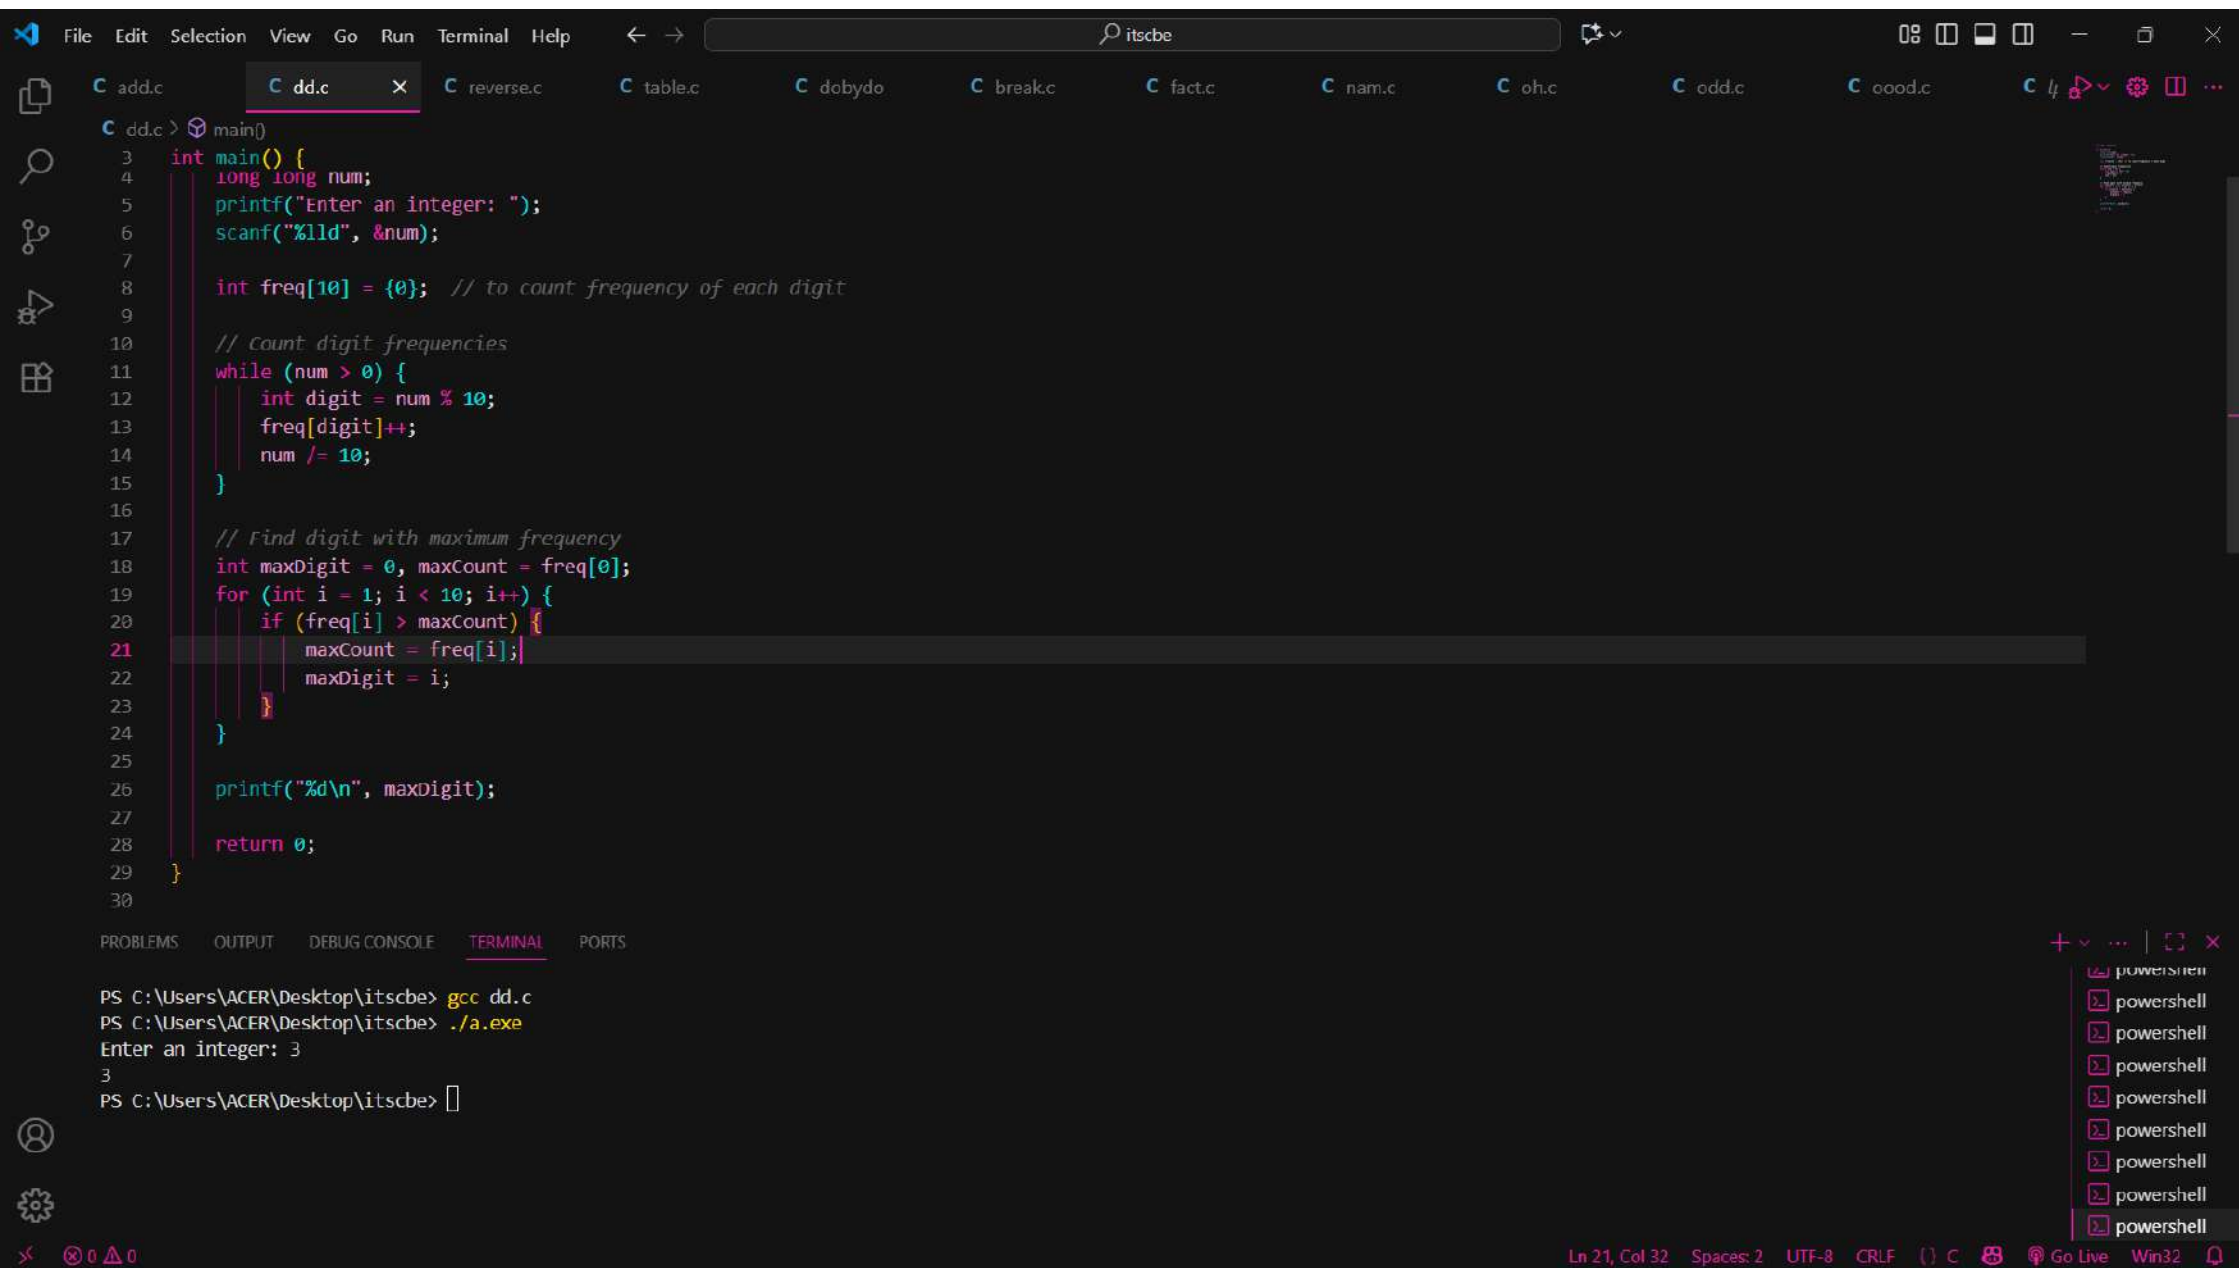 File Edit Selection View Go Run Terminal Help itscbe
add.c dd.c reverse.c table.c dobydo break.c fact.c nam.c oh.c odd.c oood.c
dd.c > main()
3 int main() {
4 long long num;
5 printf("Enter an integer: ");
6 scanf("%lld", &num);
7
8 int freq[10] = {0}; // to count frequency of each digit
9
10 // Count digit frequencies
11 while (num > 0) {
12 int digit = num % 10;
13 freq[digit]++;
14 num /= 10;
15 }
16
17 // Find digit with maximum frequency
18 int maxDigit = 0, maxCount = freq[0];
19 for (int i = 1; i < 10; i++) {
20 if (freq[i] > maxCount) {
21 maxCount = freq[i];
22 maxDigit = i;
23 }
24 }
25
26 printf("%d\n", maxDigit);
27
28 return 0;
29 }
30
PROBLEMS OUTPUT DEBUG CONSOLE TERMINAL PORTS
PS C:\Users\ACER\Desktop\itscbe> gcc dd.c
PS C:\Users\ACER\Desktop\itscbe> ./a.exe
Enter an integer: 3
3
PS C:\Users\ACER\Desktop\itscbe>
powershell
powershell
powershell
powershell
powershell
powershell
powershell
powershell
powershell
0 0 Ln 21, Col 32 Spaces: 2 UTF-8 CRLF {} C Go Live Win32